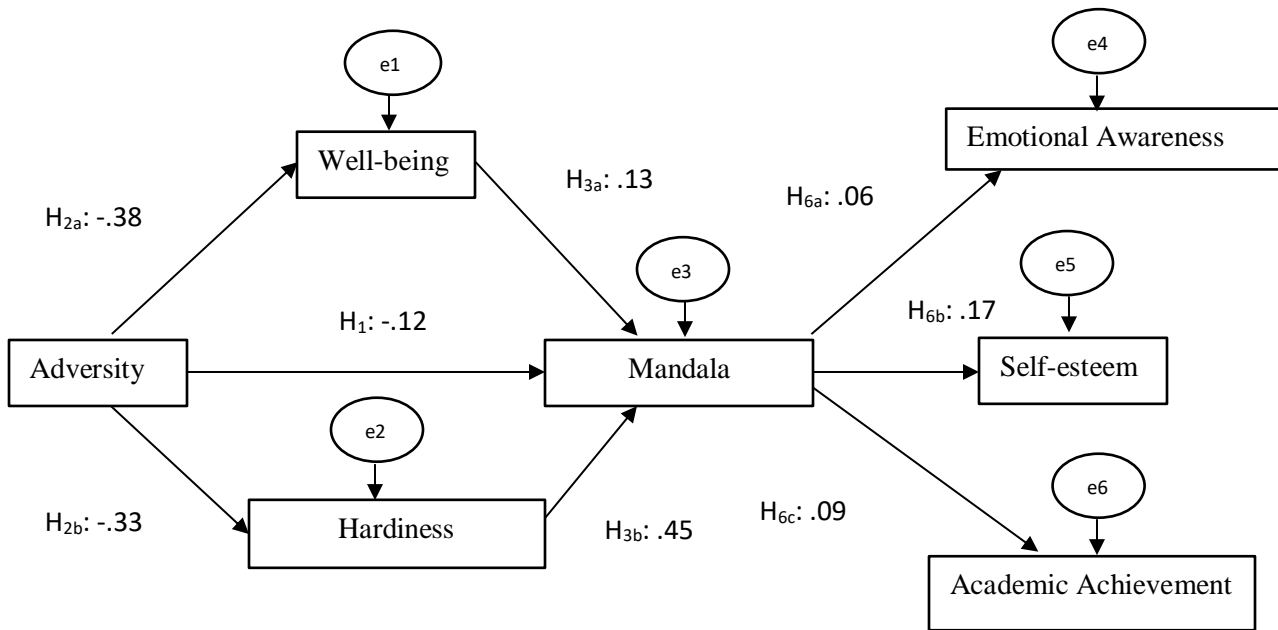 e4
e1
Emotional Awareness
Well-being
H3a: .13
H6a: .06
H2a: -.38
e3
e5
H1: -.12
H6b: .17
Adversity
Mandala
Self-esteem
e2
e6
H2b: -.33
Hardiness
H3b: .45
H6c: .09
Academic Achievement